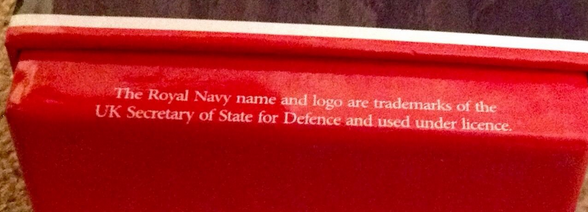 The Royal Navy name and logo are trademarks of the
UK Secretary of State for Defence and used under licence.